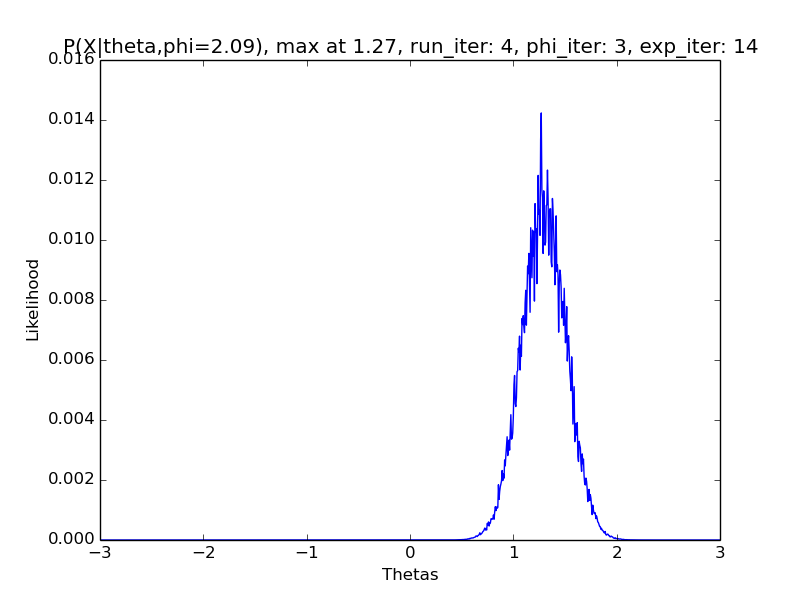 P(X|theta,phi=2.09), max at 1.27, run_iter: 4, phi_iter: 3, exp_iter: 14
0.016
0.014
0.012
0.010
0.008
0.006
0.004
0.002
0.000
Likelihood
−3 −2 −1 0 1 2 3
Thetas